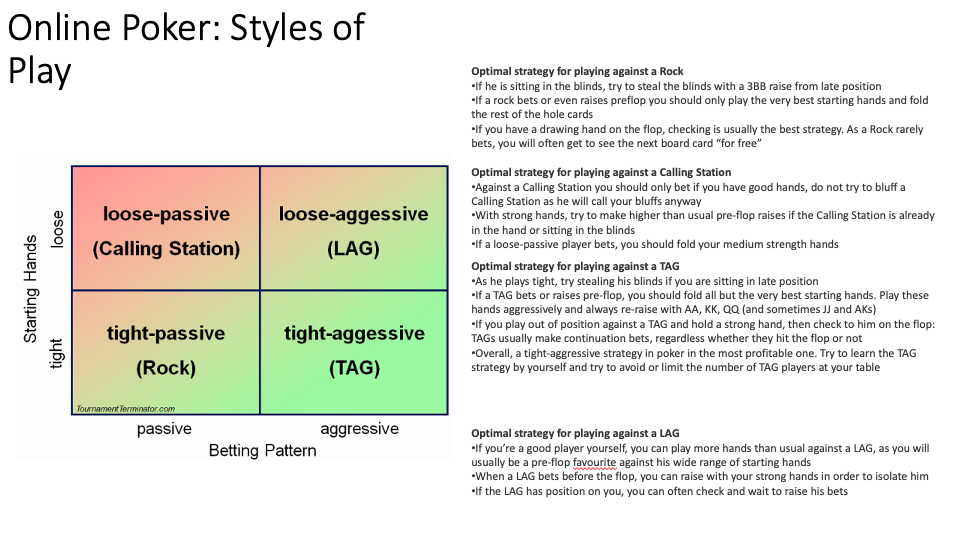 Online Poker: Styles of
Play
Optimal strategy for playing against a Rock
•If he is sitting in the blinds, try to steal the blinds with a 3BB raise from late position
•If a rock bets or even raises preflop you should only play the very best starting hands and fold
the rest of the hole cards
•If you have a drawing hand on the flop, checking is usually the best strategy. As a Rock rarely
bets, you will often get to see the next board card “for free”
Optimal strategy for playing against a Calling Station
•Against a Calling Station you should only bet if you have good hands, do not try to bluff a
Calling Station as he will call your bluffs anyway
•With strong hands, try to make higher than usual pre-flop raises if the Calling Station is already
in the hand or sitting in the blinds
•If a loose-passive player bets, you should fold your medium strength hands
Optimal strategy for playing against a TAG
•As he plays tight, try stealing his blinds if you are sitting in late position
•If a TAG bets or raises pre-flop, you should fold all but the very best starting hands. Play these
hands aggressively and always re-raise with AA, KK, QQ (and sometimes JJ and AKs)
•If you play out of position against a TAG and hold a strong hand, then check to him on the flop:
TAGs usually make continuation bets, regardless whether they hit the flop or not
•Overall, a tight-aggressive strategy in poker in the most profitable one. Try to learn the TAG
strategy by yourself and try to avoid or limit the number of TAG players at your table
Optimal strategy for playing against a LAG
•If you’re a good player yourself, you can play more hands than usual against a LAG, as you will
usually be a pre-flop favourite against his wide range of starting hands
•When a LAG bets before the flop, you can raise with your strong hands in order to isolate him
•If the LAG has position on you, you can often check and wait to raise his bets
Starting Hands
loose
tight
loose-passive
(Calling Station)
loose-aggessive
(LAG)
tight-passive
(Rock)
tight-aggessive
(TAG)
TournamentTerminator.com
passive
aggressive
Betting Pattern